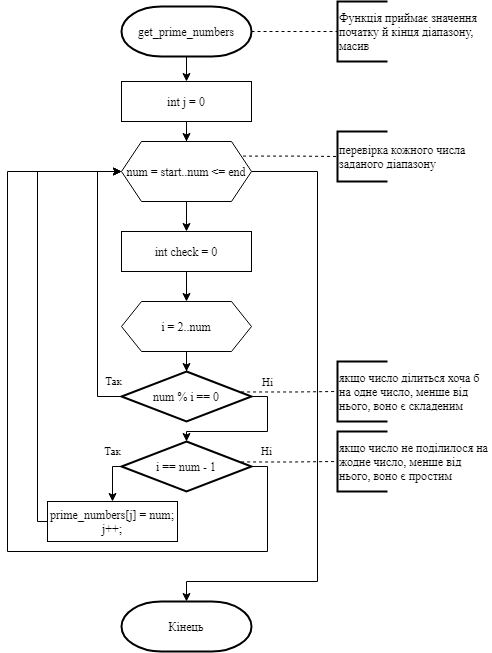 get_prime_numbers
Функція приймає значення
початку й кінця діапазону,
масив
int j = 0
num = start..num <= end
перевірка кожного числа
заданого діапазону
int check = 0
i = 2..num
num % i == 0
Так
Ні
якщо число ділиться хоча б
на одне число, менше від
нього, воно є складеним
i == num - 1
Так
Ні
якщо число не поділилося на
жодне число, менше від
нього, воно є простим
prime_numbers[j] = num;
j++;
Кінець